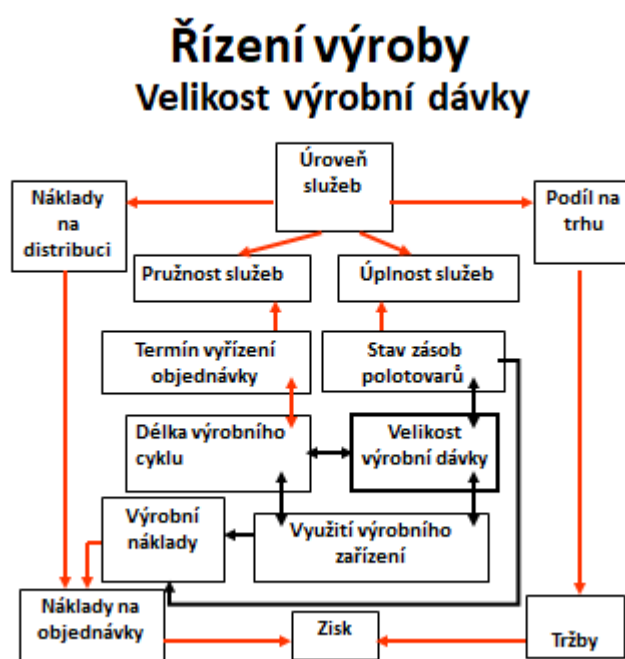 Řízení výroby
Velikost výrobní dávky
Úroveň
služeb
Náklady
na
distribuci
Podíl na
trhu
Pružnost služeb
Úplnost služeb
Termín vyřízení
objednávky
Stav zásob
polotovarů
Délka výrobního
cyklu
Velikost
výrobní dávky
Výrobní
náklady
Využití výrobního
zařízení
Náklady na
objednávky
Zisk
Tržby